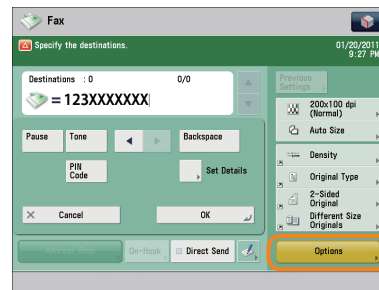 Fax
Specify the destinations.
01/20/2011
9:27 PM
Destinations : 0
0/0
= 123XXXXXXX
Previous
Settings
200x100 dpi
(Normal)
Auto Size
Pause
Tone
Backspace
Density
PIN
Code
Set Details
Original Type
2-Sided
Original
Cancel
OK
Different Size
Originals
Address Book
On-Hook
Direct Send
Options